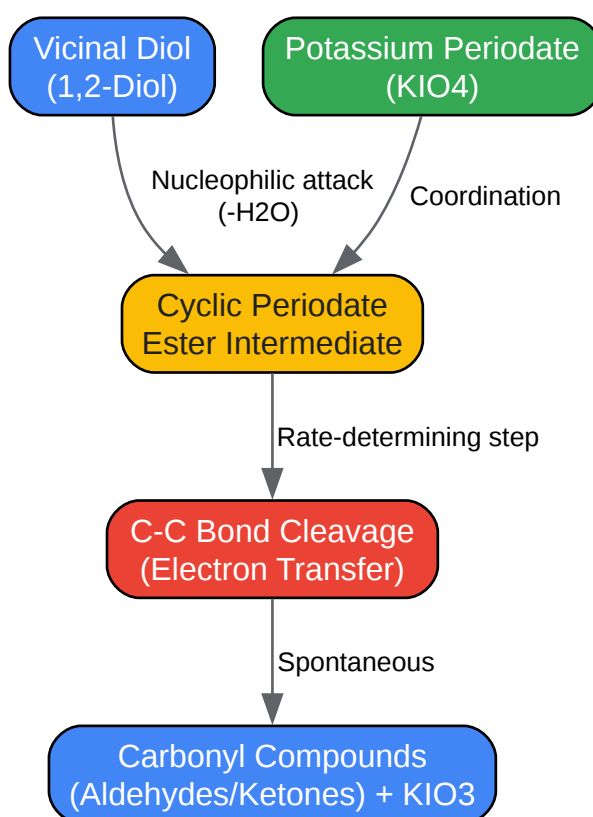 Vicinal Diol
(1,2-Diol)
Potassium Periodate
(KIO4)
Nucleophilic attack
(-H2O)
Coordination
Cyclic Periodate
Ester Intermediate
Rate-determining step
C-C Bond Cleavage
(Electron Transfer)
Spontaneous
Carbonyl Compounds
(Aldehydes/Ketones) + KIO3